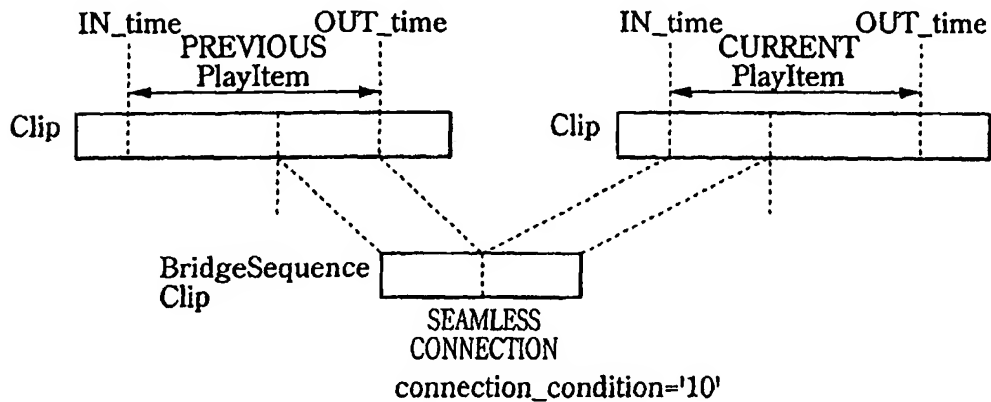 IN_time OUT_time
PREVIOUS
PlayItem
Clip
IN_time OUT_time
CURRENT
PlayItem
Clip
BridgeSequence
Clip
SEAMLESS
CONNECTION
connection_condition='10'